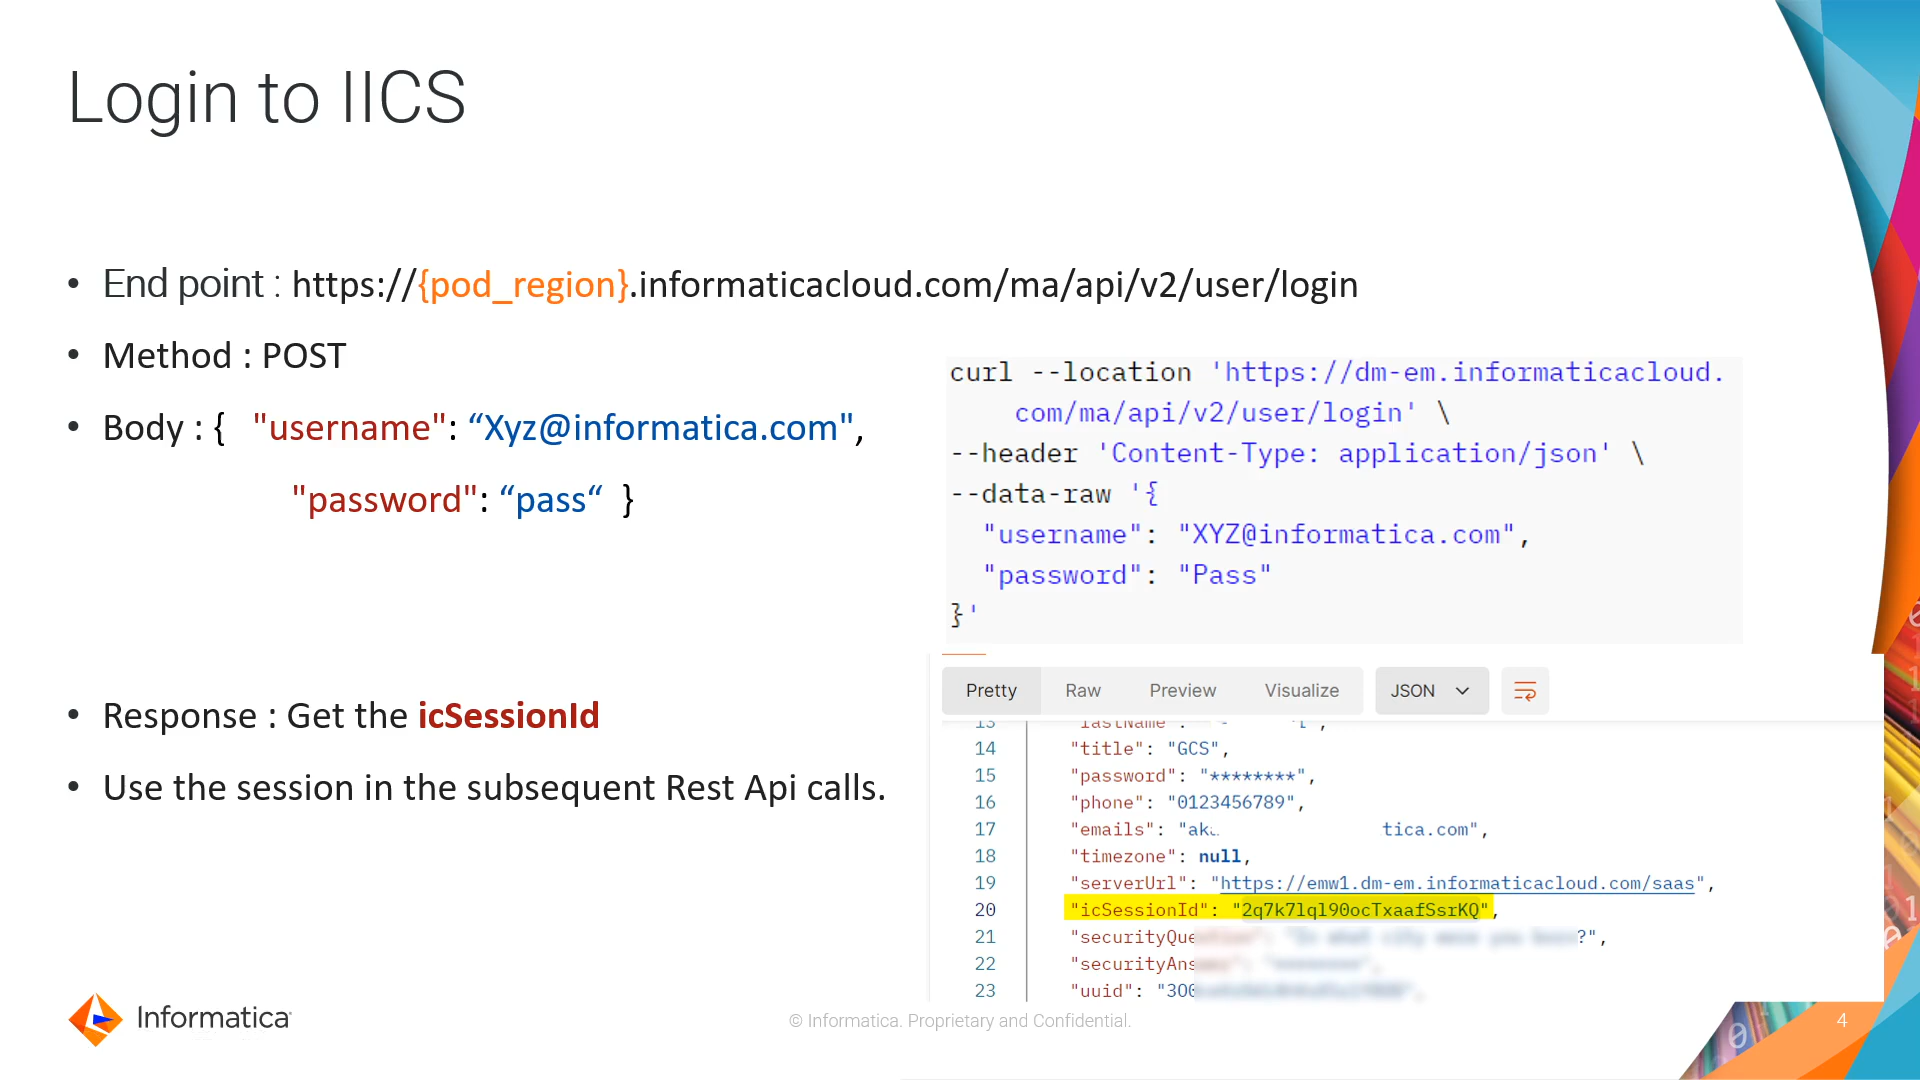 Login to IICS
• End point : https://{pod_region}.informaticacloud.com/ma/api/v2/user/login
• Method : POST
• Body : { "username": “Xyz@informatica.com",
"password": “pass“ }
• Response : Get the icSessionId
• Use the session in the subsequent Rest Api calls.
curl --location 'https://dm-em.informaticacloud.
com/ma/api/v2/user/login' \
--header 'Content-Type: application/json' \
--data-raw '{
"username": "XYZ@informatica.com",
"password": "Pass"
}'
Pretty Raw Preview Visualize JSON
13 "lastName":
14 "title": "GCS",
15 "password": "********",
16 "phone": "0123456789",
17 "emails": "ak tica.com",
18 "timezone": null,
19 "serverUrl": "https://emw1.dm-em.informaticacloud.com/saas",
20 "icSessionId": "2q7k7lql90ocTxaafSsrKQ",
21 "securityQue ?",
22 "securityAns
23 "uuid": "3O0
Informatica
© Informatica. Proprietary and Confidential.
4